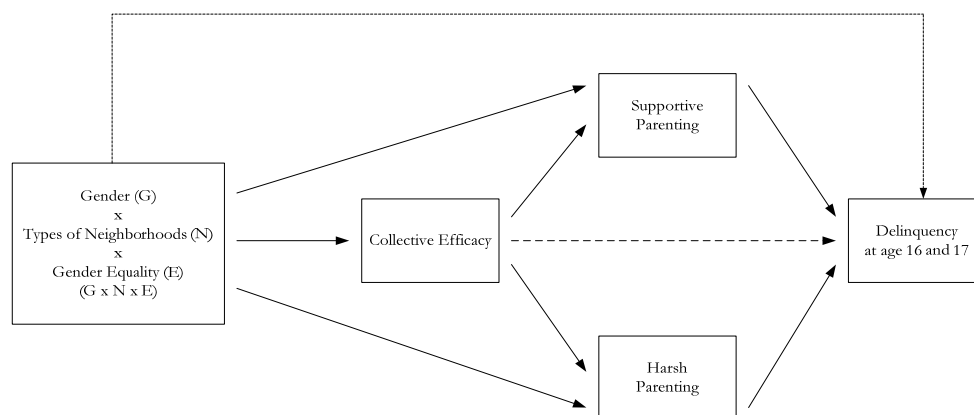 Supportive
Parenting
Gender (G)
x
Types of Neighborhoods (N)
x
Gender Equality (E)
(G x N x E)
Collective Efficacy
Delinquency
at age 16 and 17
Harsh
Parenting